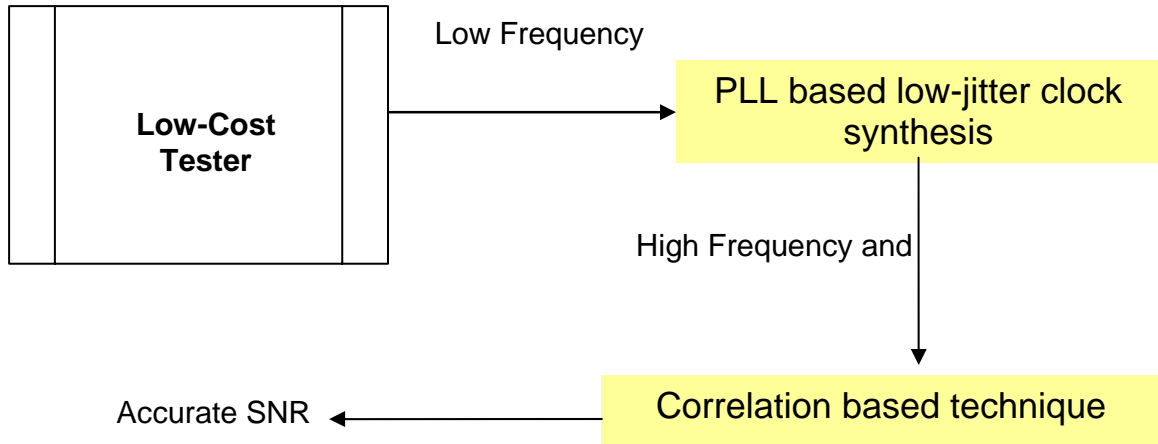 Low Frequency
Low-Cost
Tester
PLL based low-jitter clock
synthesis
High Frequency and
Correlation based technique
Accurate SNR